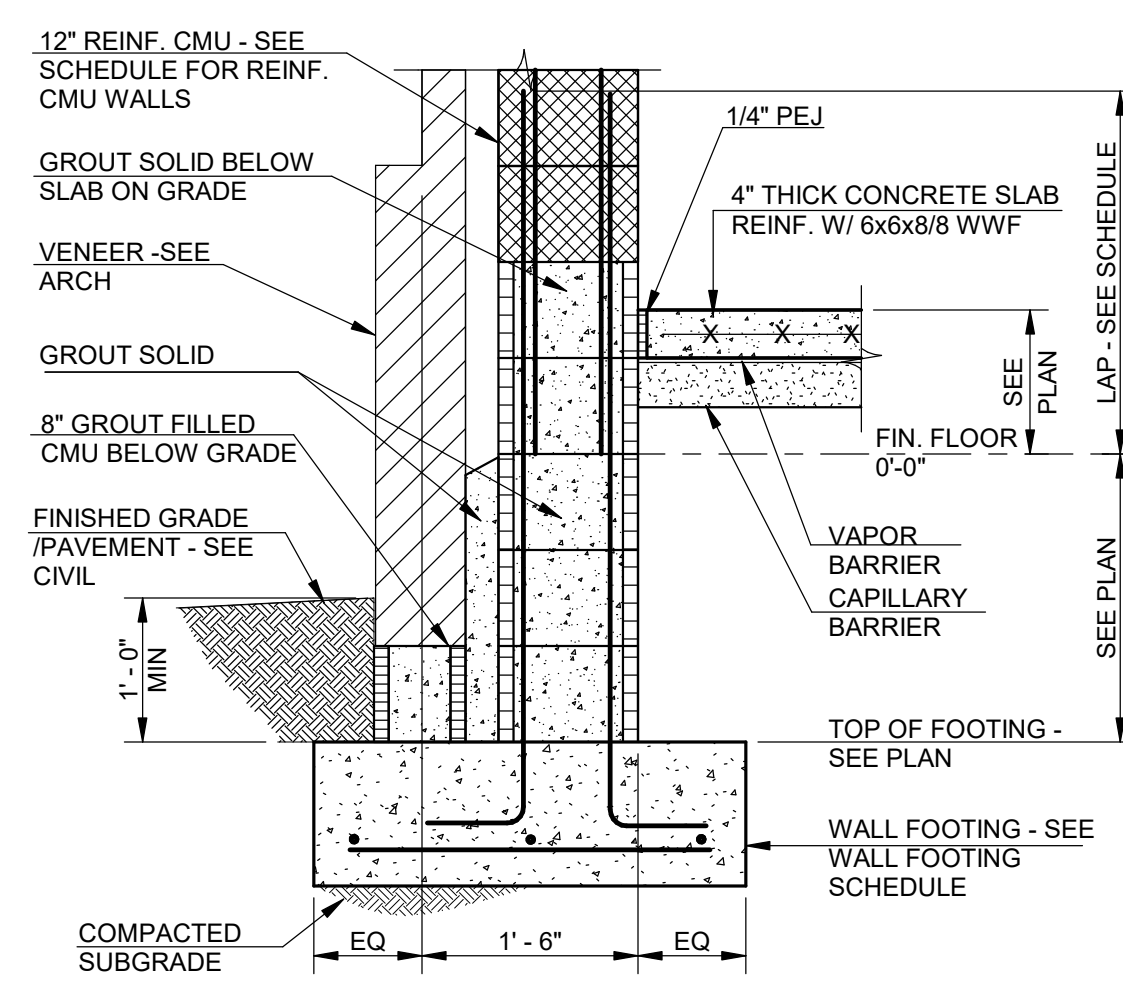 12" REINF. CMU - SEE
SCHEDULE FOR REINF.
CMU WALLS
GROUT SOLID BELOW
SLAB ON GRADE
VENEER -SEE
ARCH
GROUT SOLID
8" GROUT FILLED
CMU BELOW GRADE
FINISHED GRADE
/PAVEMENT - SEE
CIVIL
1' - 0"
MIN
COMPACTED
SUBGRADE
EQ
1' - 6"
EQ
1/4" PEJ
4" THICK CONCRETE SLAB
REINF. W/ 6x6x8/8 WWF
X X X
SEE
PLAN
LAP - SEE SCHEDULE
FIN. FLOOR
0'-0"
VAPOR
BARRIER
CAPILLARY
BARRIER
SEE PLAN
TOP OF FOOTING -
SEE PLAN
WALL FOOTING - SEE
WALL FOOTING
SCHEDULE